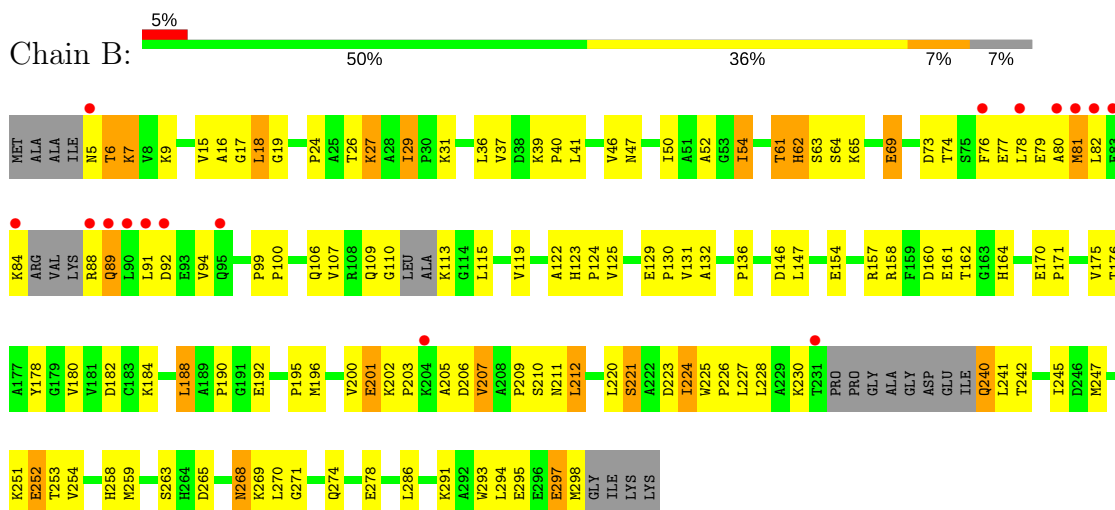 5%
Chain B:
50% 36% 7% 7%
MET ALA ALA ILE N5 T6 K7 V8 K9 V15 A16 G17 L18 G19 P24 A25 T26 K27 A28 I29 P30 K31 L36 V37 D38 K39 P40 L41 V46 N47 I50 A51 A52 G53 I54 T61 H62 S63 S64 K65 E69 D73 T74 S75 F76 E77 L78 E79 A80 M81 L82 E83
K84 ARG VAL LYS R88 Q89 L90 L91 D92 E93 V94 Q95 P99 P100 Q106 V107 R108 Q109 G110 LEU ALA K113 G114 L115 V119 A122 H123 P124 V125 E129 P130 V131 A132 P136 D146 L147 E154 R157 R158 F159 D160 E161 T162 G163 H164 E170 P171 V175 T176
A177 Y178 G179 V180 V181 D182 C183 K184 L188 A189 P190 G191 E192 P195 M196 V200 E201 K202 P203 K204 A205 D206 V207 A208 P209 S210 N211 L212 L220 S221 A222 D223 I224 W225 P226 L227 L228 A229 K230 T231 PRO PRO GLY ALA GLY ASP GLU ILE Q240 L241 T242 I245 D246 M247
K251 E252 T253 V254 H258 M259 S263 H264 D265 N268 K269 L270 G271 Q274 E278 L286 K291 A292 W293 L294 E295 E296 E297 M298 GLY ILE LYS LYS